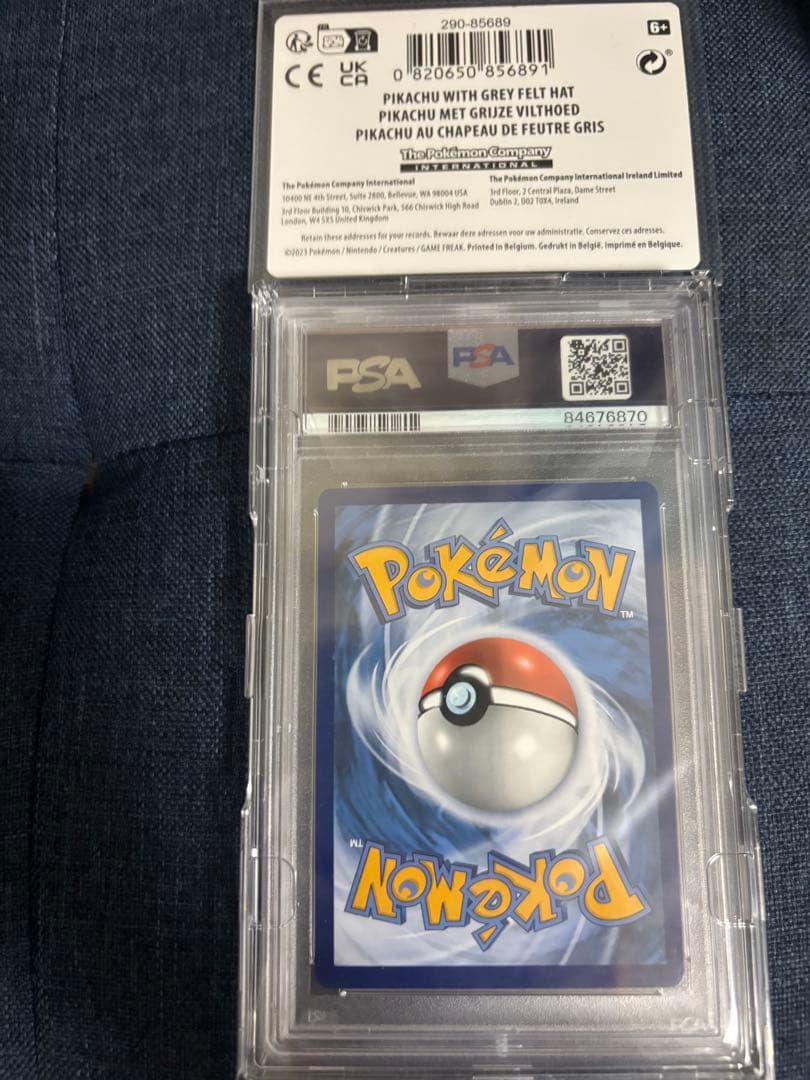 290-85689
6+
CE UK CA
0 820650 856891
PIKACHU WITH GREY FELT HAT
PIKACHU MET GRIJZE VILTHOED
PIKACHU AU CHAPEAU DE FEUTRE GRIS
The Pokémon Company
INTERNATIONAL
The Pokémon Company International
10400 NE 4th Street, Suite 2800, Bellevue, WA 98004 USA
3rd Floor Building 10, Chiswick Park, 566 Chiswick High Road
London, W4 5XS United Kingdom
The Pokémon Company International Ireland Limited
3rd Floor, 2 Central Plaza, Dame Street
Dublin 2, D02 T0X4, Ireland
Retain these addresses for your records. Bewaar deze adressen voor uw administratie. Conservez ces adresses.
©2023 Pokémon / Nintendo / Creatures / GAME FREAK. Printed in Belgium. Gedrukt in België. Imprimé en Belgique.
PSA
PSA
84676870
POKéMON
TM
POKéMON
TM